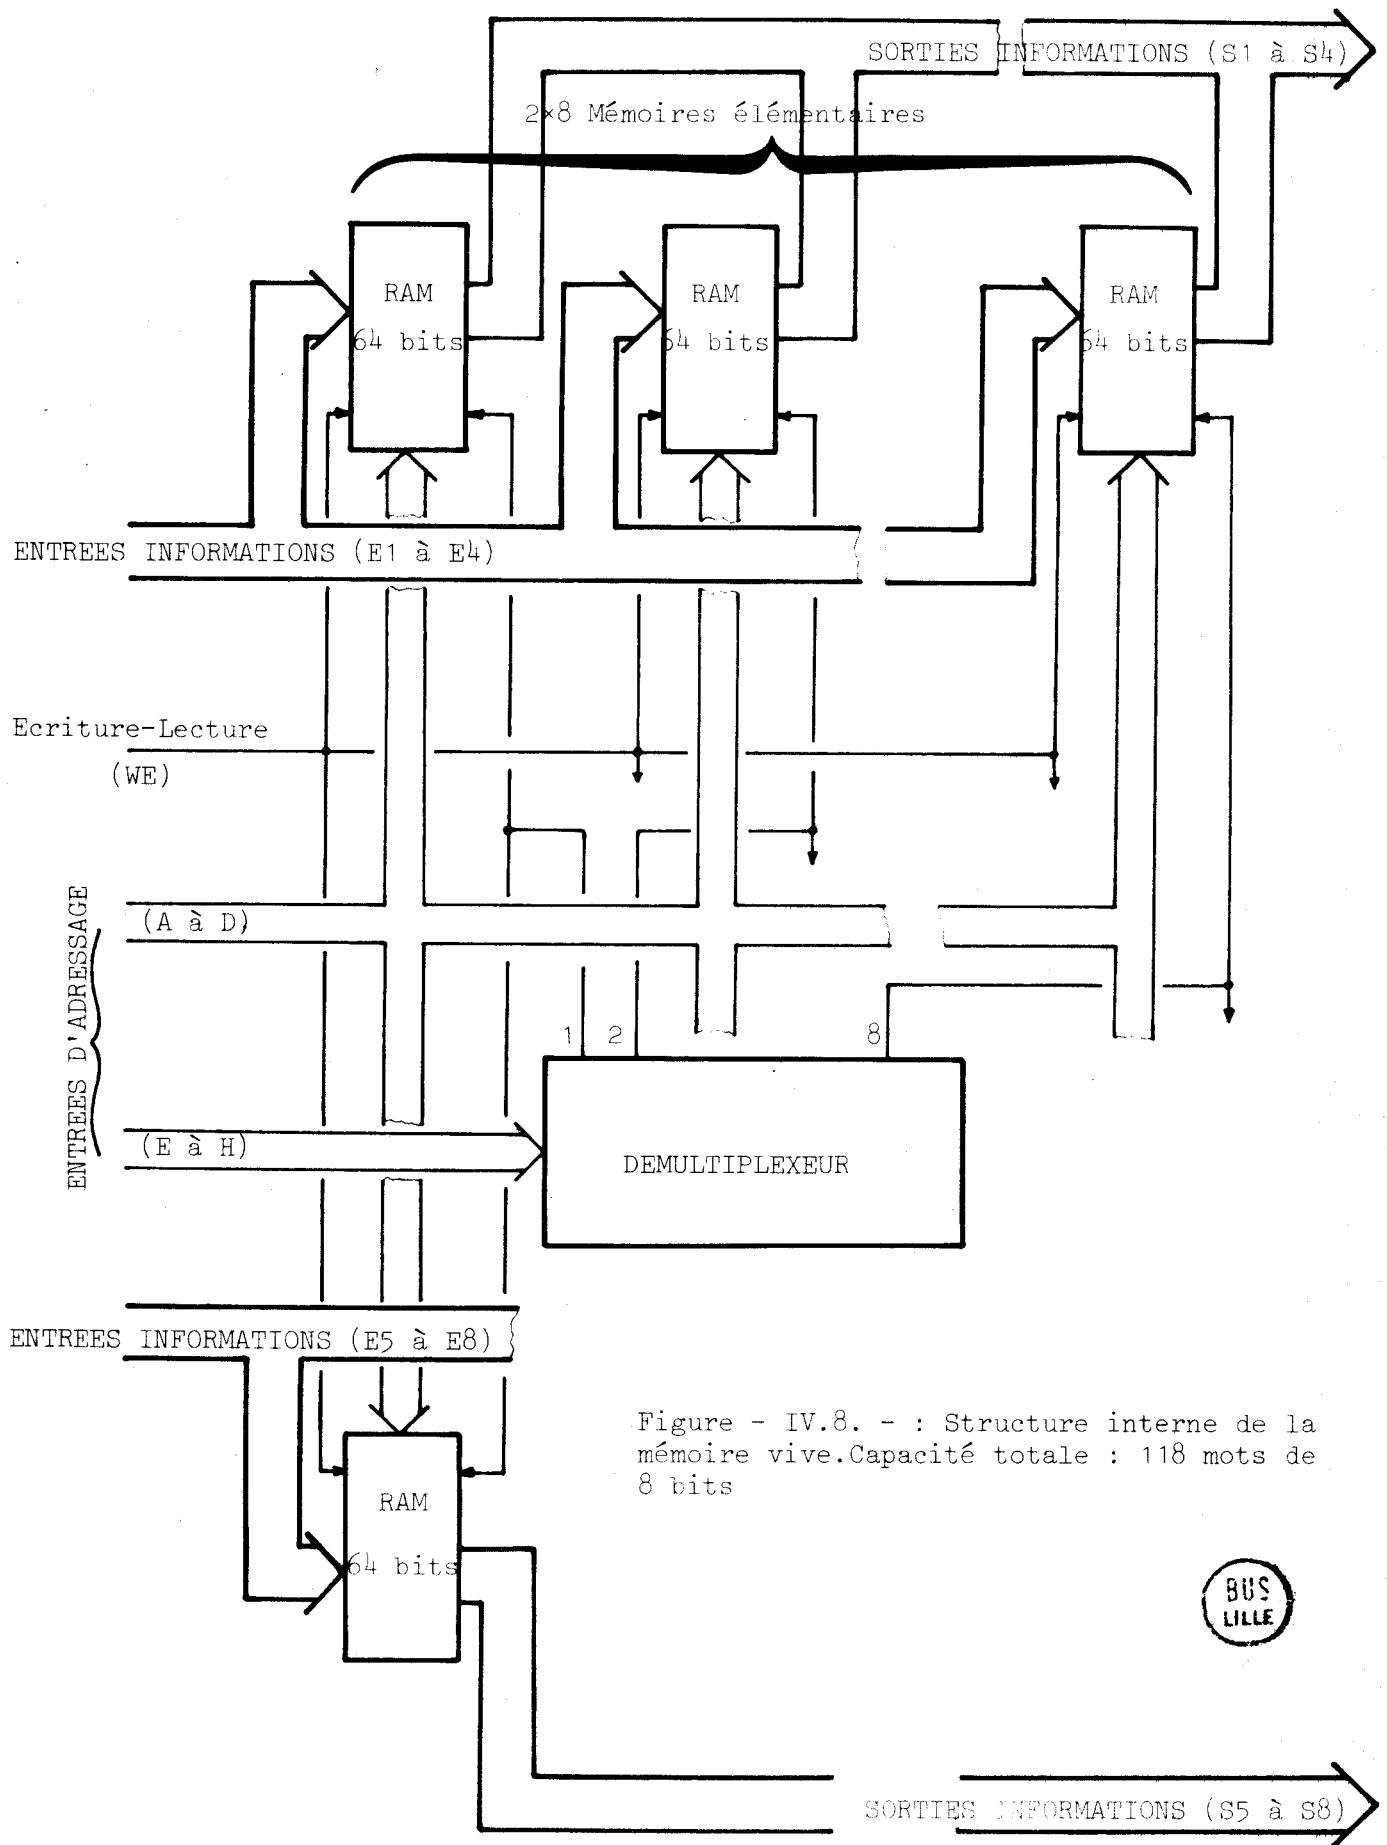 SORTIES INFORMATIONS (S1 à S4)
2×8 Mémoires élémentaires
RAM
64 bits
RAM
64 bits
RAM
64 bits
ENTREES INFORMATIONS (E1 à E4)
Ecriture-Lecture
(WE)
ENTREES D'ADRESSAGE
(A à D)
1
2
8
(E à H)
DEMULTIPLEXEUR
ENTREES INFORMATIONS (E5 à E8)
RAM
64 bits
Figure - IV.8. - : Structure interne de la
mémoire vive.Capacité totale : 118 mots de
8 bits
BUS
LILLE
SORTIES INFORMATIONS (S5 à S8)